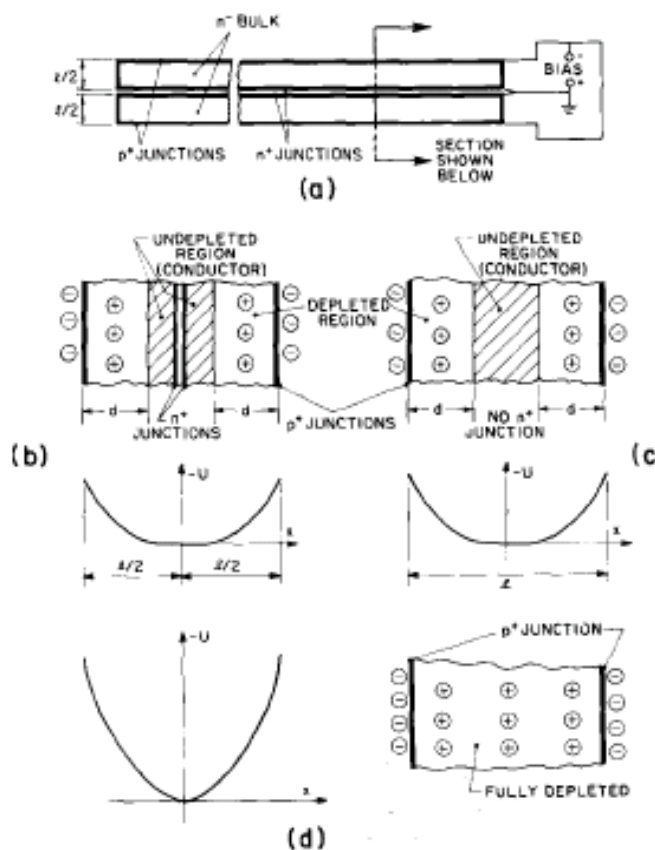 n⁻ BULK
ℓ/2
ℓ/2
BIAS
-
+
p⁺ JUNCTIONS
n⁺ JUNCTIONS
SECTION
SHOWN
BELOW
(a)
UNDEPLETED
REGION
(CONDUCTOR)
UNDEPLETED
REGION
(CONDUCTOR)
DEPLETED
REGION
d
n⁺
d
JUNCTIONS
p⁺ JUNCTIONS
d
NO n⁺
JUNCTION
d
(b)
(c)
-U
x
ℓ/2
ℓ/2
-U
x
ℓ
-U
x
p⁺ JUNCTION
FULLY DEPLETED
(d)